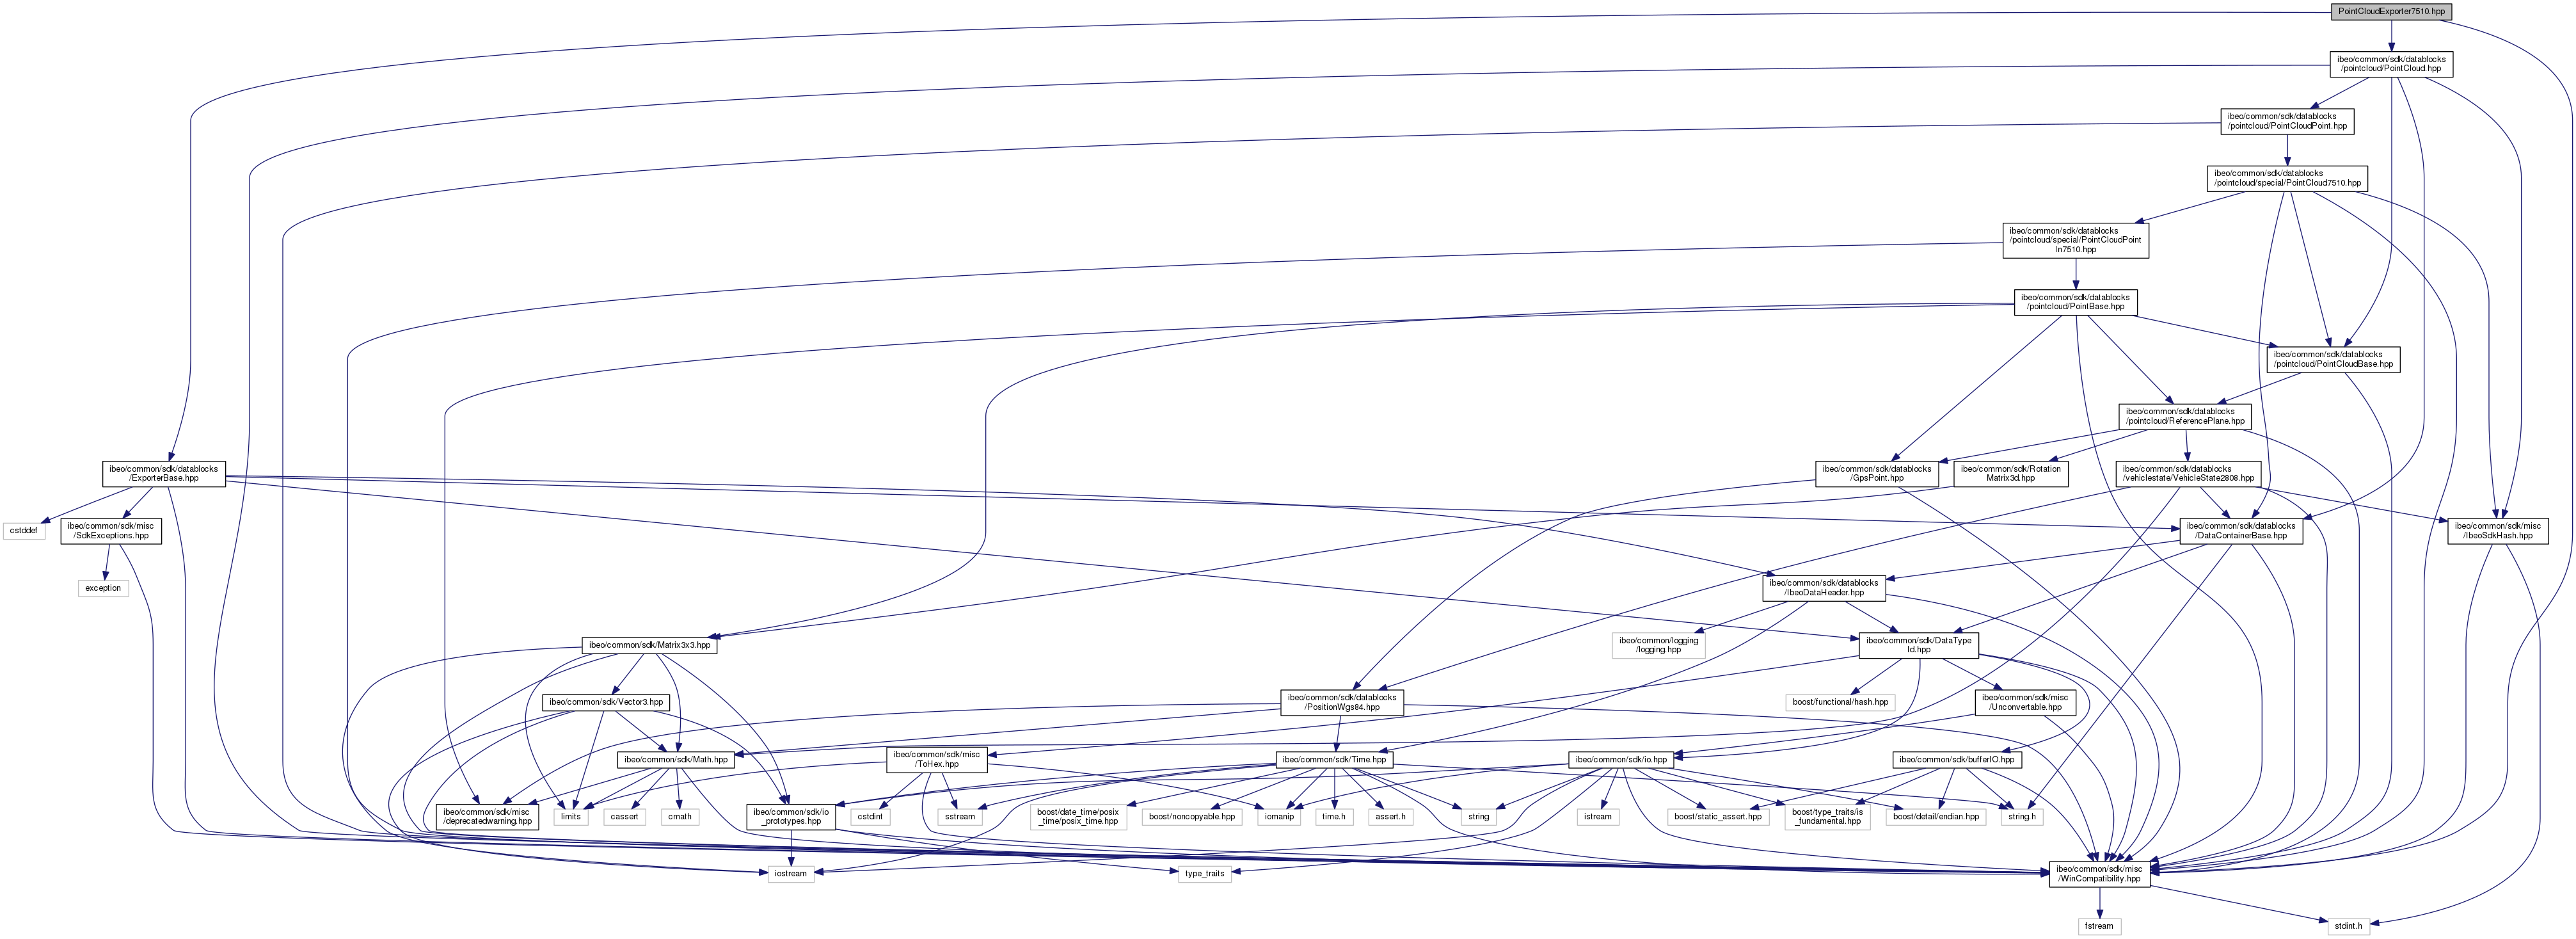 PointCloudExporter7510.hpp
ibeo/common/sdk/datablocks
/pointcloud/PointCloud.hpp
ibeo/common/sdk/datablocks
/pointcloud/PointCloudPoint.hpp
ibeo/common/sdk/datablocks
/pointcloud/special/PointCloud7510.hpp
ibeo/common/sdk/datablocks
/pointcloud/special/PointCloudPoint
In7510.hpp
ibeo/common/sdk/datablocks
/pointcloud/PointBase.hpp
ibeo/common/sdk/datablocks
/pointcloud/PointCloudBase.hpp
ibeo/common/sdk/datablocks
/pointcloud/ReferencePlane.hpp
ibeo/common/sdk/datablocks
/ExporterBase.hpp
ibeo/common/sdk/datablocks
/GpsPoint.hpp
ibeo/common/sdk/Rotation
Matrix3d.hpp
ibeo/common/sdk/datablocks
/vehiclestate/VehicleState2808.hpp
cstddef
ibeo/common/sdk/misc
/SdkExceptions.hpp
ibeo/common/sdk/datablocks
/DataContainerBase.hpp
ibeo/common/sdk/misc
/IbeoSdkHash.hpp
exception
ibeo/common/sdk/datablocks
/IbeoDataHeader.hpp
ibeo/common/sdk/Matrix3x3.hpp
ibeo/common/logging
/logging.hpp
ibeo/common/sdk/DataType
Id.hpp
ibeo/common/sdk/Vector3.hpp
ibeo/common/sdk/datablocks
/PositionWgs84.hpp
boost/functional/hash.hpp
ibeo/common/sdk/misc
/Unconvertable.hpp
ibeo/common/sdk/Math.hpp
ibeo/common/sdk/misc
/ToHex.hpp
ibeo/common/sdk/Time.hpp
ibeo/common/sdk/io.hpp
ibeo/common/sdk/bufferIO.hpp
ibeo/common/sdk/misc
/deprecatedwarning.hpp
limits
cassert
cmath
ibeo/common/sdk/io
_prototypes.hpp
cstdint
sstream
boost/date_time/posix
_time/posix_time.hpp
boost/noncopyable.hpp
iomanip
time.h
assert.h
string
istream
boost/static_assert.hpp
boost/type_traits/is
_fundamental.hpp
boost/detail/endian.hpp
string.h
iostream
type_traits
ibeo/common/sdk/misc
/WinCompatibility.hpp
fstream
stdint.h